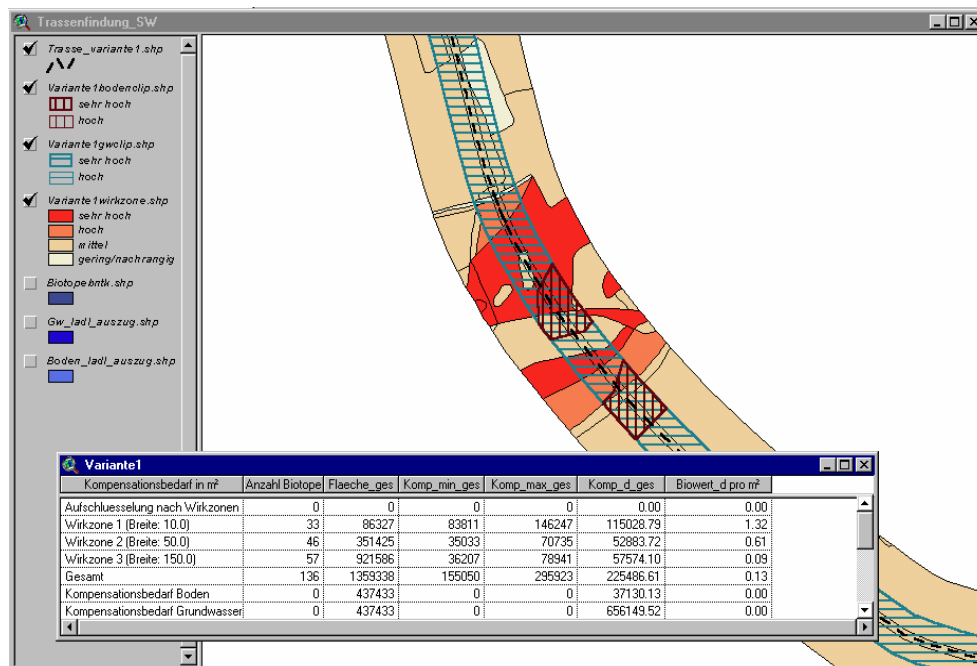 Trassenfindung_SW
Trasse_variante1.shp
Variante1bodenclip.shp
sehr hoch
hoch
Variante1gwclip.shp
sehr hoch
hoch
Variante1wirkzone.shp
sehr hoch
hoch
mittel
gering/nachrangig
Biotopebntk.shp
Gw_ladl_auszug.shp
Boden_ladl_auszug.shp
Variante1
Kompensationsbedarf in m² Anzahl Biotope Flaeche_ges Komp_min_ges Komp_max_ges Komp_d_ges Biowert_d pro m²
Aufschluesselung nach Wirkzonen 0 0 0 0 0.00 0.00
Wirkzone 1 (Breite: 10.0) 33 86327 83811 146247 115028.79 1.32
Wirkzone 2 (Breite: 50.0) 46 351425 35033 70735 52883.72 0.61
Wirkzone 3 (Breite: 150.0) 57 921586 36207 78941 57574.10 0.09
Gesamt 136 1359338 155050 295923 225486.61 0.13
Kompensationsbedarf Boden 0 437433 0 0 37130.13 0.00
Kompensationsbedarf Grundwasser 0 437433 0 0 656149.52 0.00